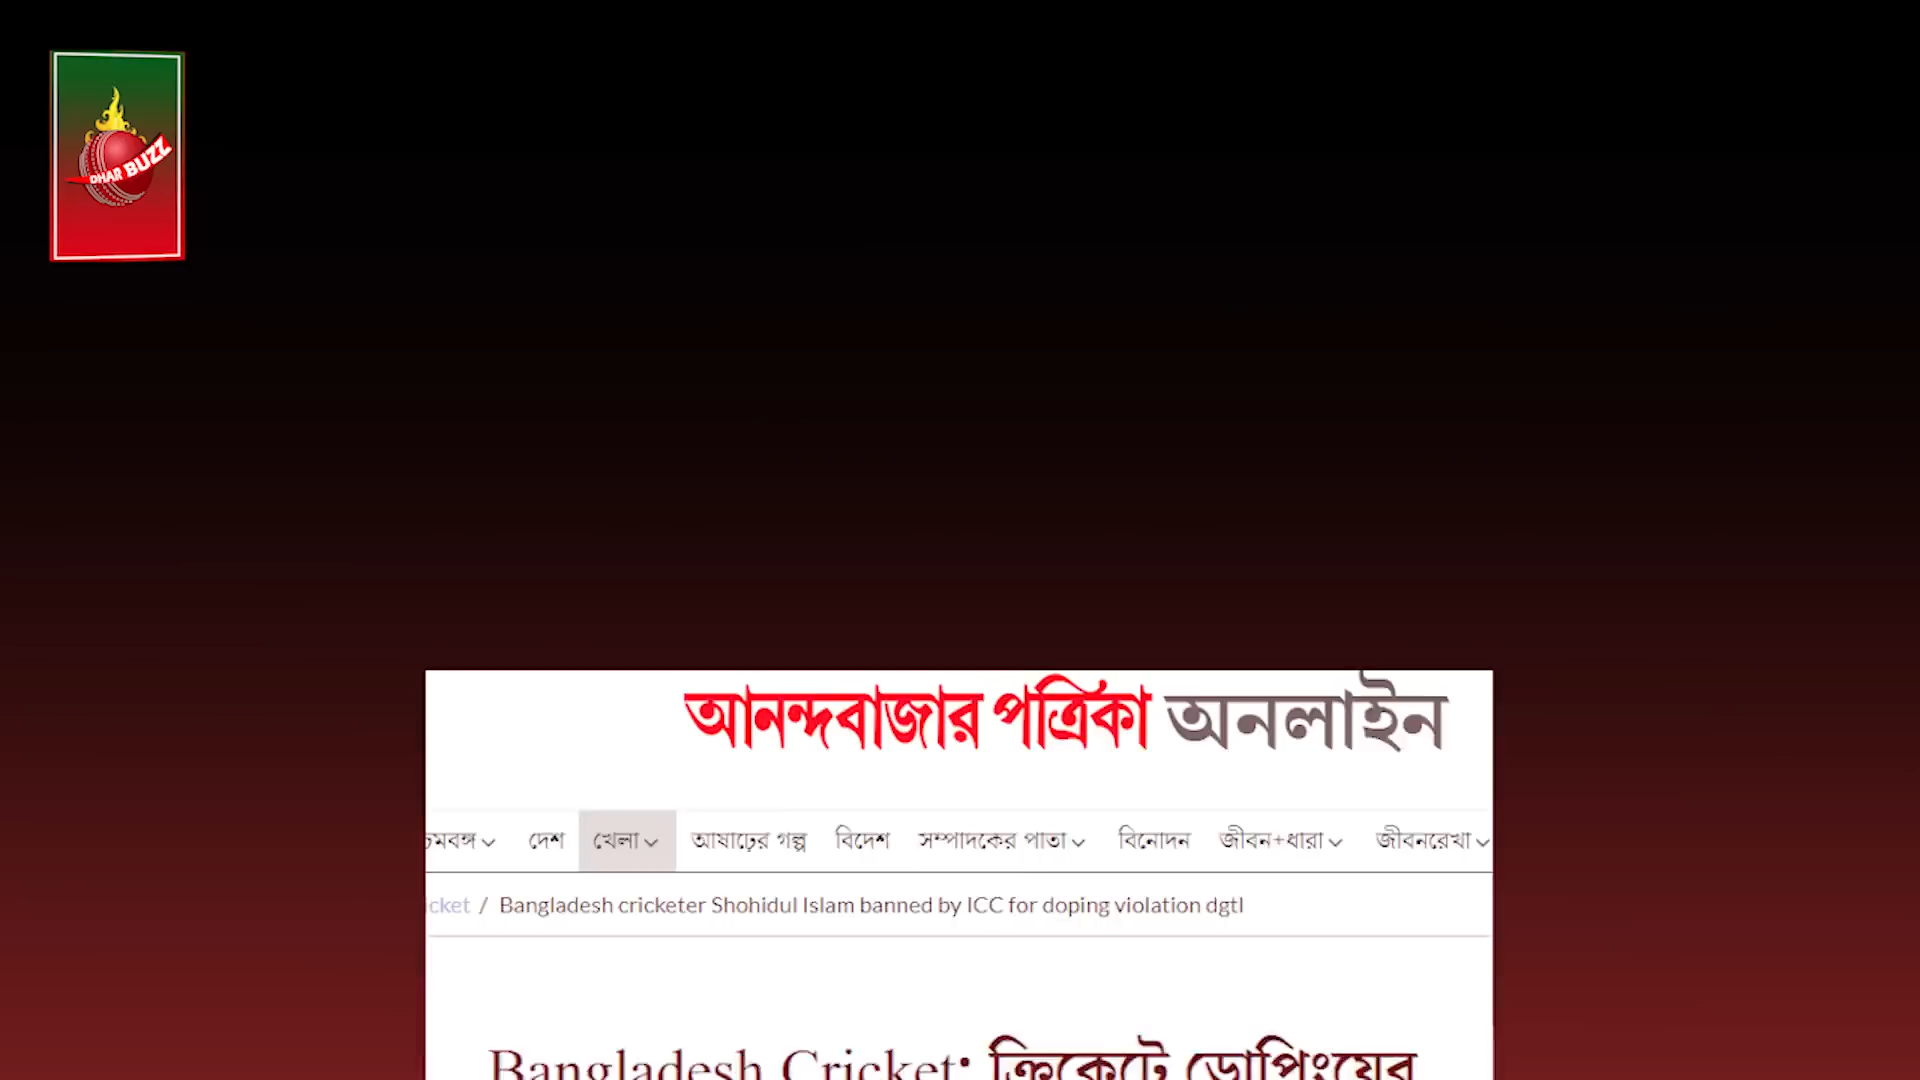 DHAR BUZZ
আনন্দবাজার পত্রিকা অনলাইন
দেশ খেলা আষাঢ়ের গল্প বিদেশ সম্পাদকের পাতা বিনোদন জীবন+ধারা জীবনরেখা
/ Bangladesh cricketer Shohidul Islam banned by ICC for doping violation dgtl
Bangladesh Cricket: ক্রিকেটে ডোপিংয়ের